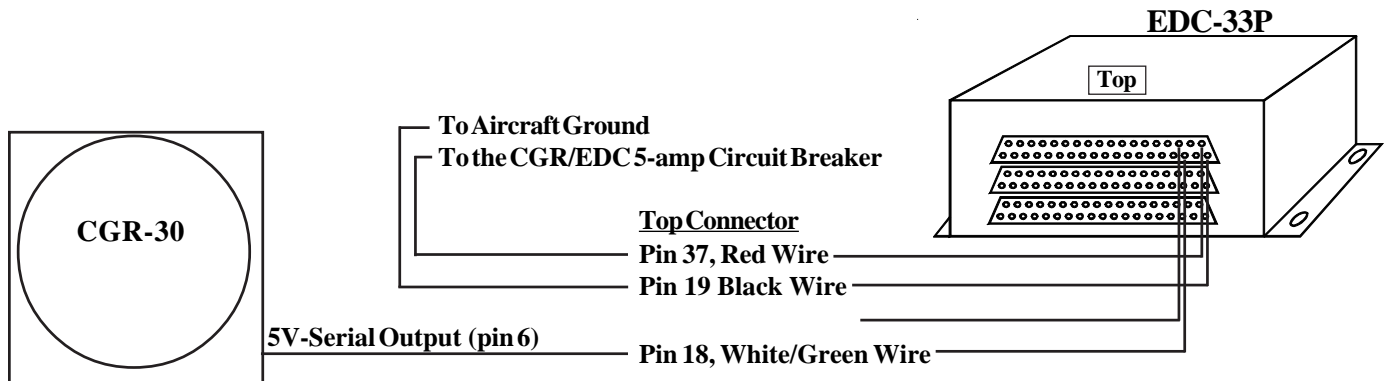 EDC-33P
Top
To Aircraft Ground
To the CGR/EDC 5-amp Circuit Breaker
CGR-30
Top Connector
Pin 37, Red Wire
Pin 19 Black Wire
5V-Serial Output (pin 6)
Pin 18, White/Green Wire